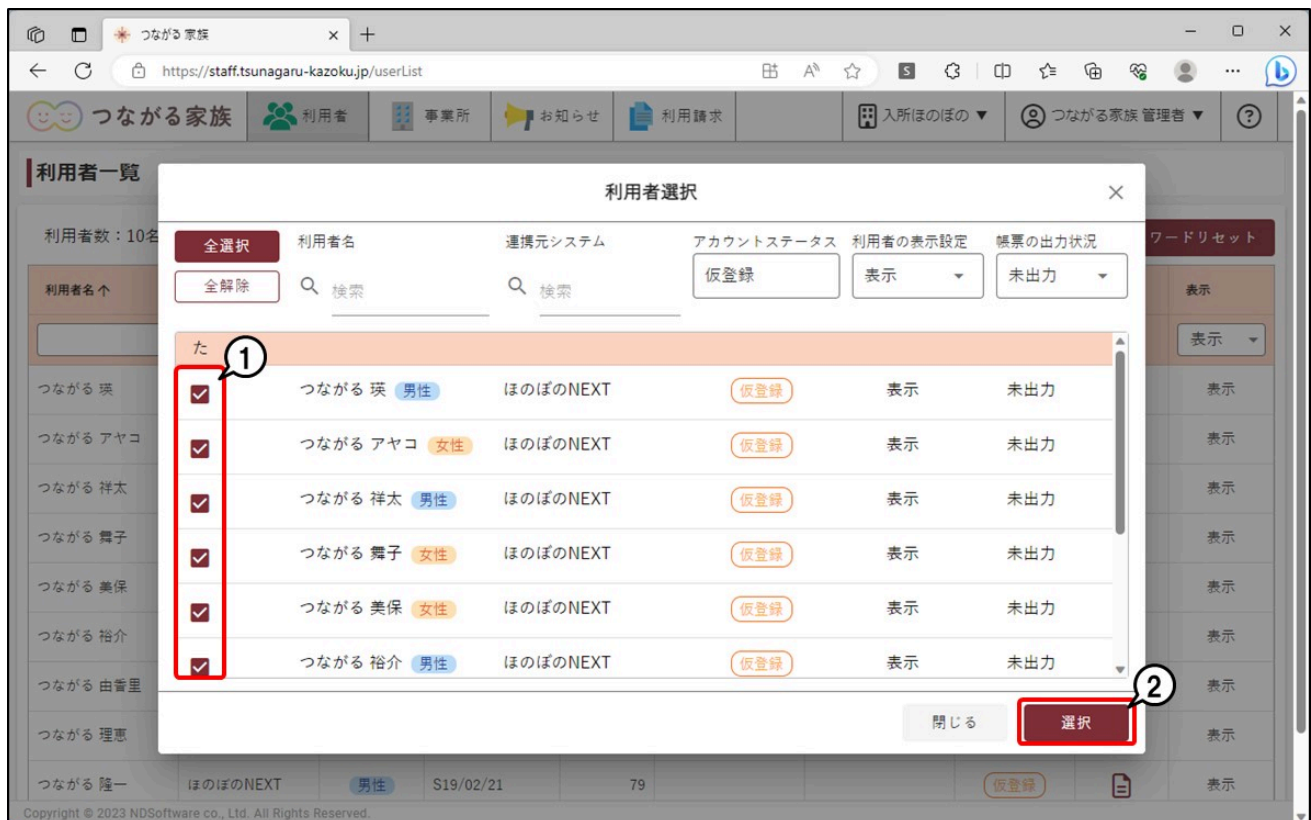 つながる 家族
https://staff.tsunagaru-kazoku.jp/userList
つながる家族 利用者 事業所 お知らせ 利用請求 入所ほのぼの ▼ つながる家族 管理者 ▼ ?
利用者一覧
利用者選択
利用者数：10名
ワードリセット
全選択 利用者名 連携元システム アカウントステータス 利用者の表示設定 帳票の出力状況
全解除 検索 検索 仮登録 表示 未出力
利用者名 表示
表示
た
1
つながる 瑛 男性 ほのぼのNEXT 仮登録 表示 未出力
つながる アヤコ 女性 ほのぼのNEXT 仮登録 表示 未出力
つながる 祥太 男性 ほのぼのNEXT 仮登録 表示 未出力
つながる 舞子 女性 ほのぼのNEXT 仮登録 表示 未出力
つながる 美保 女性 ほのぼのNEXT 仮登録 表示 未出力
つながる 裕介 男性 ほのぼのNEXT 仮登録 表示 未出力
2
閉じる 選択
つながる 瑛 表示
つながる アヤコ 表示
つながる 祥太 表示
つながる 舞子 表示
つながる 美保 表示
つながる 裕介 表示
つながる 由香里 表示
つながる 理恵 表示
つながる 隆一 ほのぼのNEXT 男性 S19/02/21 79 仮登録 表示
Copyright © 2023 NDSoftware co., Ltd. All Rights Reserved.